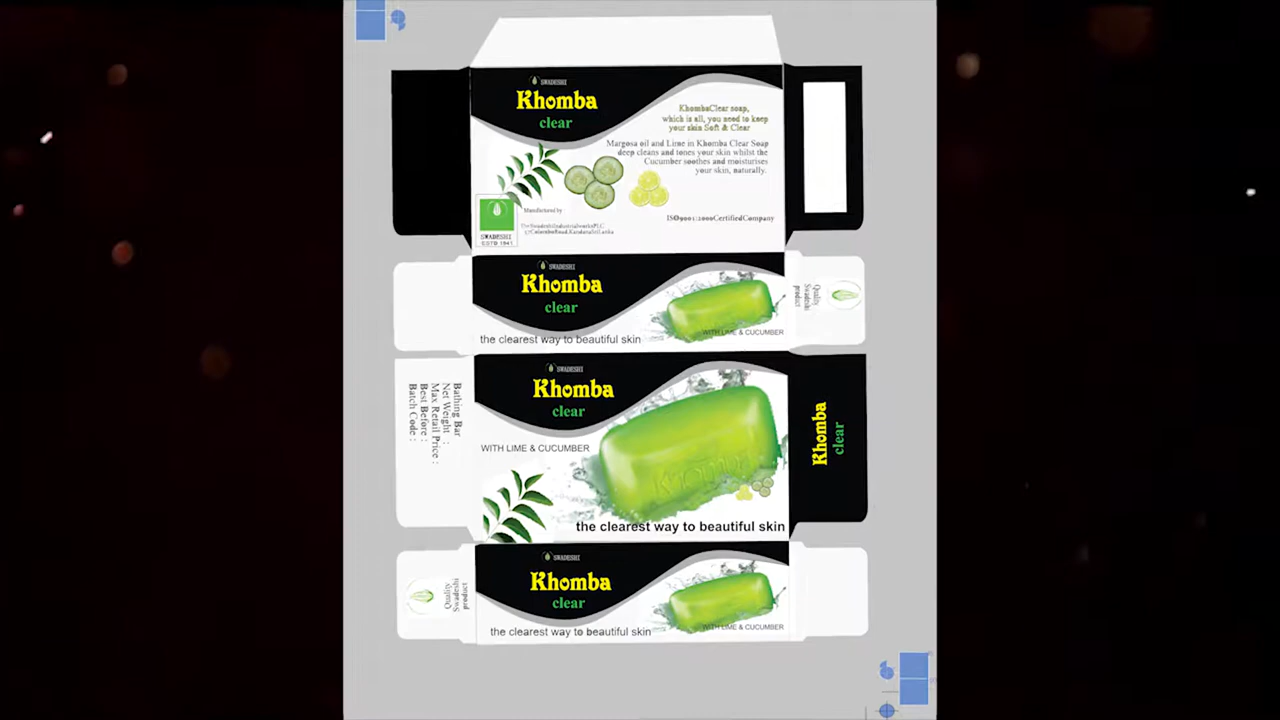 SWADESHI
Khomba
clear
KhombaClear soap,
which is all, you need to keep
your skin Soft & Clear
Margosa oil and Lime in Khomba Clear Soap
deep cleans and tones your skin whilst the
Cucumber soothes and moisturises
your skin, naturally.
Manufactured by
ISO9001:2000CertifiedCompany
SWADESHI
ESTD 1941
SWADESHI
Khomba
clear
WITH LIME & CUCUMBER
the clearest way to beautiful skin
Quality
Swadeshi
product
SWADESHI
Khomba
clear
WITH LIME & CUCUMBER
Khomba
the clearest way to beautiful skin
Bathing Bar
Net Weight :
Max Retail Price :
Best Before :
Batch Code :
Khomba
clear
SWADESHI
Khomba
clear
WITH LIME & CUCUMBER
the clearest way to beautiful skin
Quality
Swadeshi
product